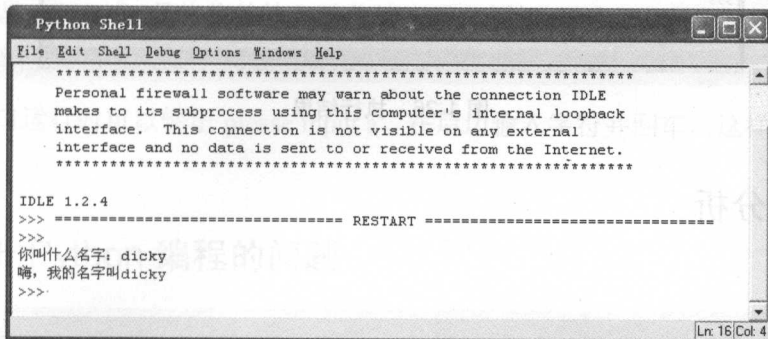 Python Shell
File Edit Shell Debug Options Windows Help
****************************************************************
Personal firewall software may warn about the connection IDLE
makes to its subprocess using this computer's internal loopback
interface.  This connection is not visible on any external
interface and no data is sent to or received from the Internet.
****************************************************************
IDLE 1.2.4
>>> ================================ RESTART ================================
>>>
你叫什么名字：dicky
嗨，我的名字叫dicky
>>>
Ln: 16 Col: 4